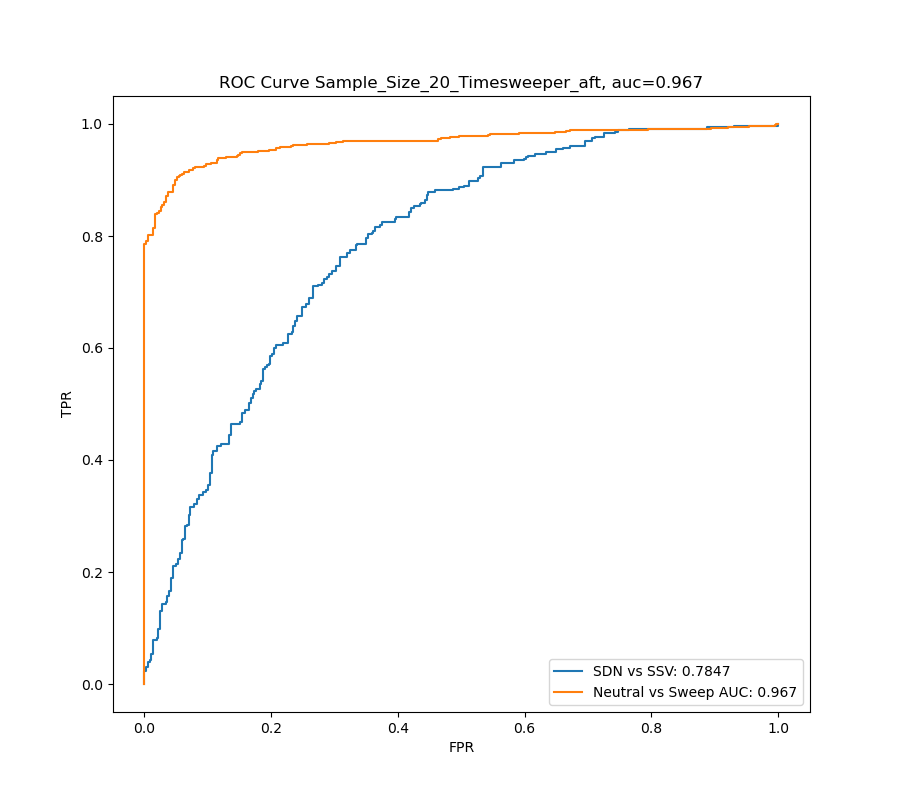 ROC Curve Sample_Size_20_Timesweeper_aft, auc=0.967
TPR
1.0
0.8
0.6
0.4
0.2
0.0
SDN vs SSV: 0.7847
Neutral vs Sweep AUC: 0.967
0.0 0.2 0.4 0.6 0.8 1.0
FPR